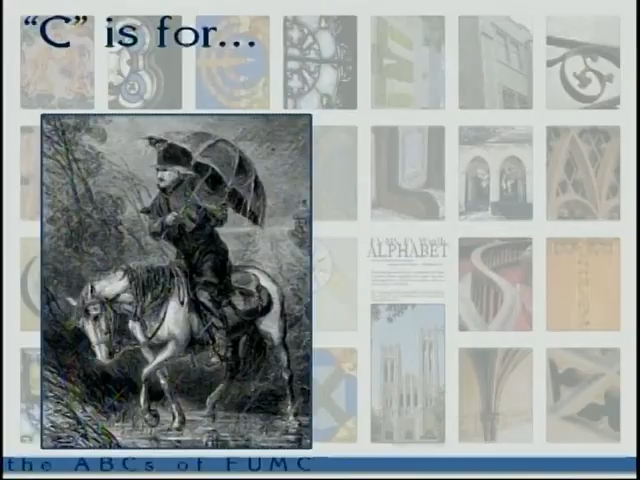 “C” is for...
ALPHABET
the ABCs of FUMC